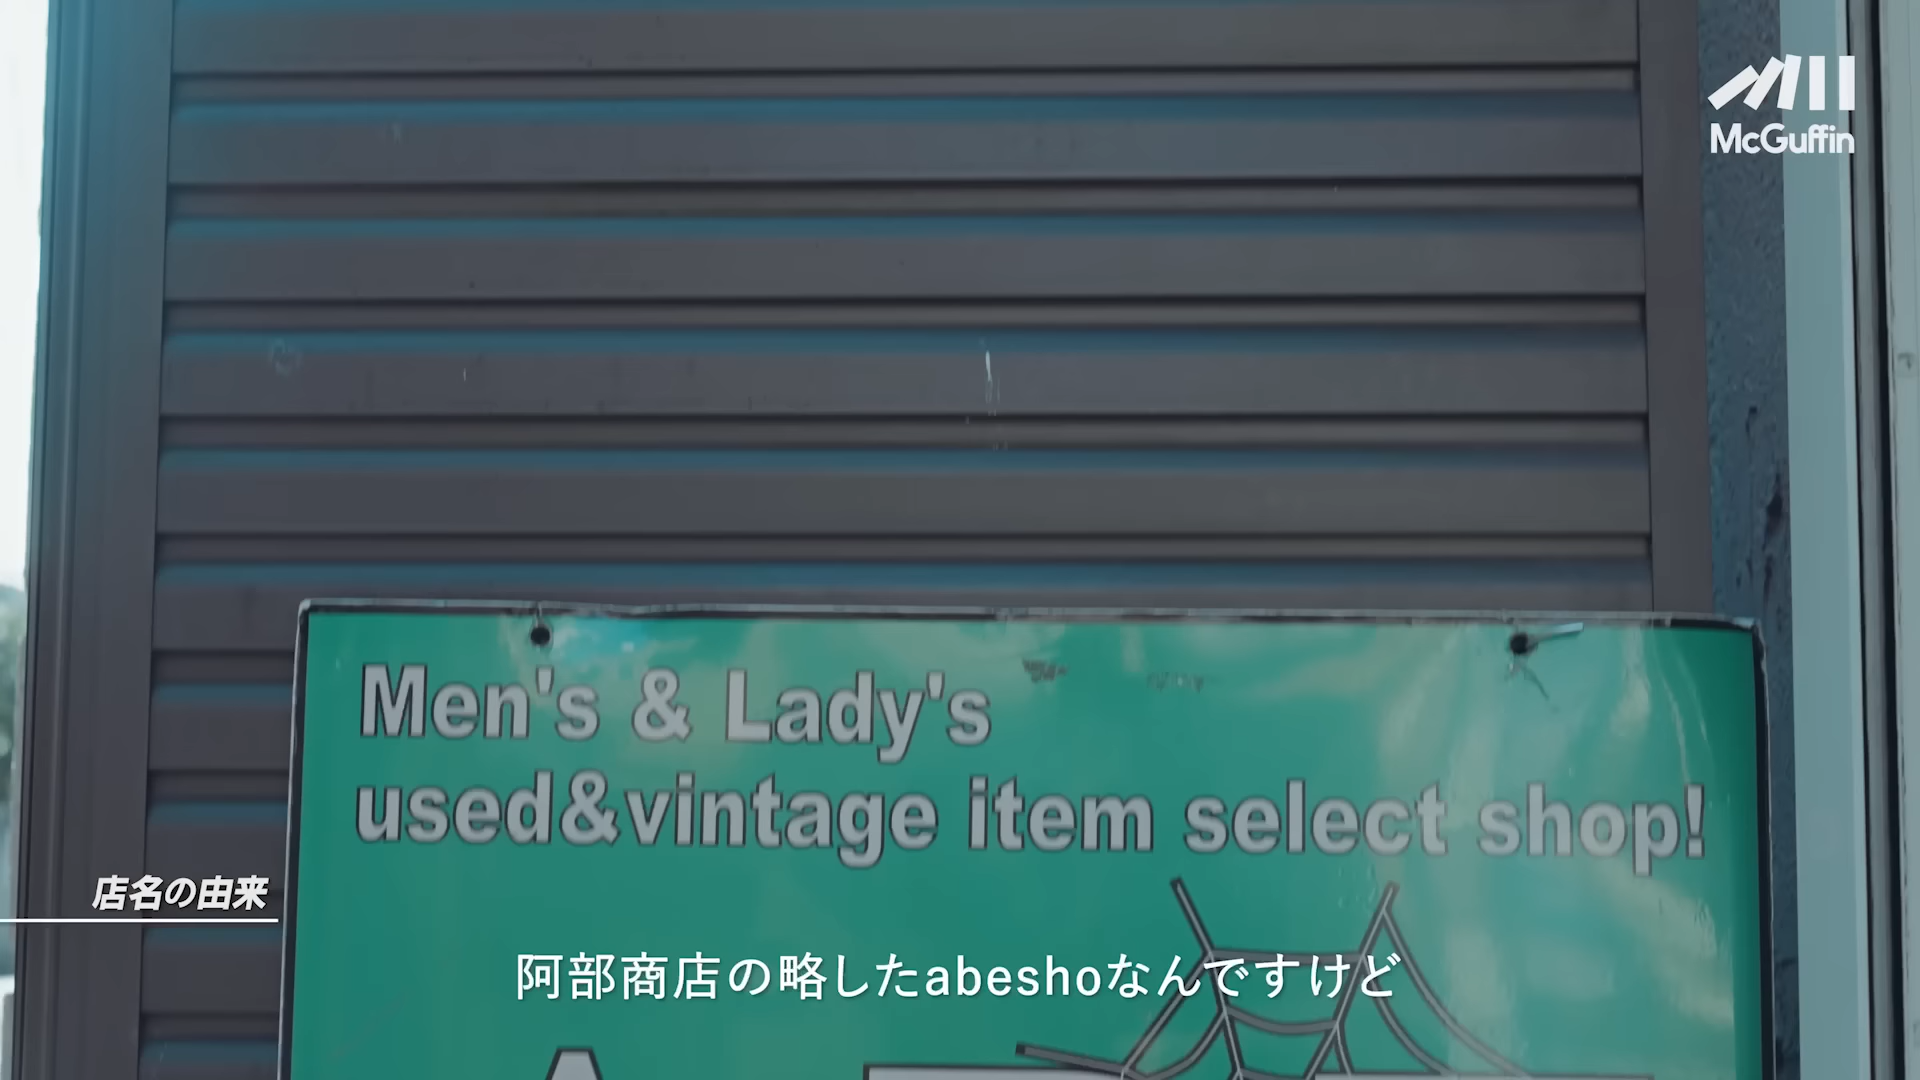 McGuffin
Men's & Lady's
used&vintage item select shop!
店名の由来
阿部商店の略したabeshoなんですけど